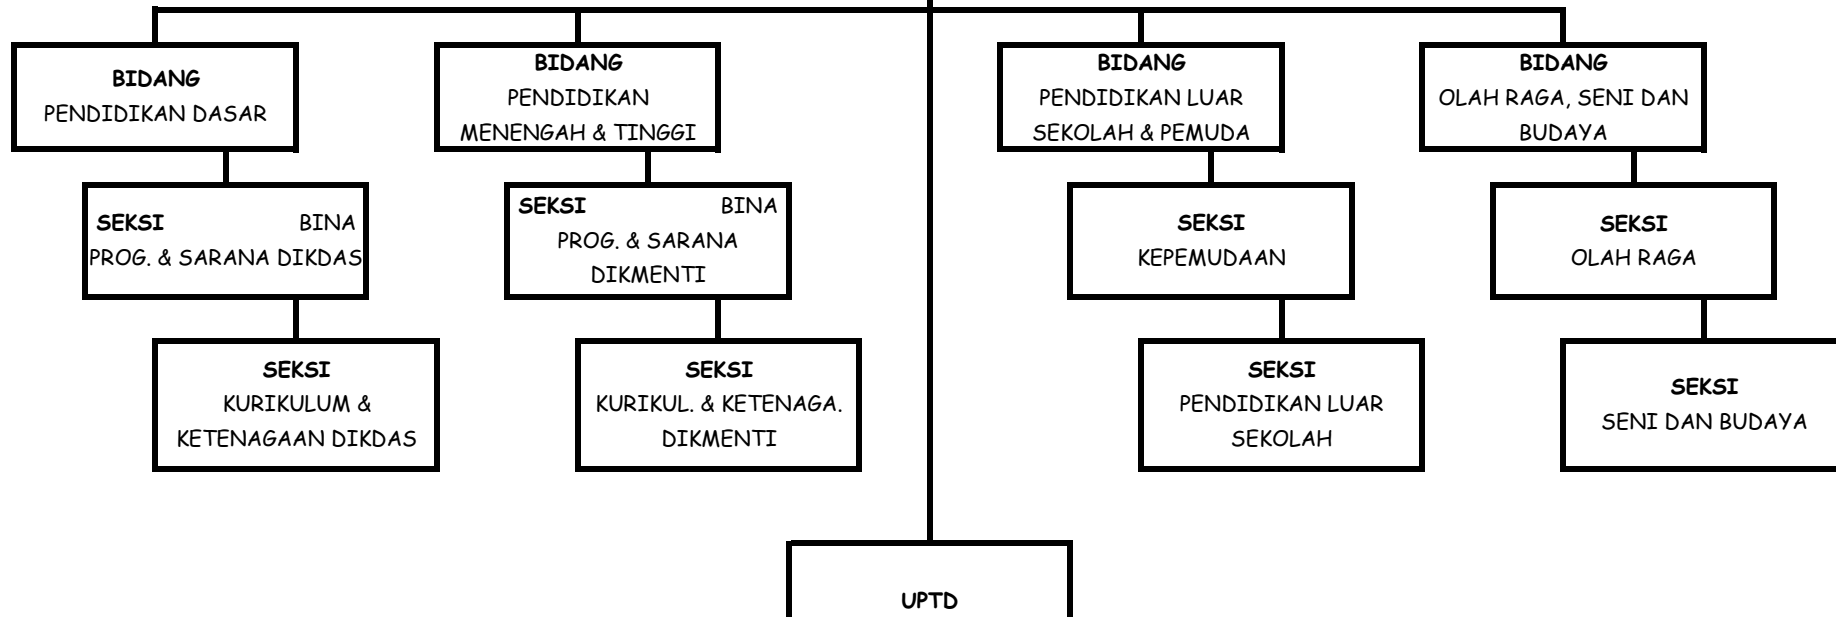 BIDANG
PENDIDIKAN DASAR
BIDANG
PENDIDIKAN
MENENGAH & TINGGI
BIDANG
PENDIDIKAN LUAR
SEKOLAH & PEMUDA
BIDANG
OLAH RAGA, SENI DAN
BUDAYA
SEKSI BINA
PROG. & SARANA DIKDAS
SEKSI BINA
PROG. & SARANA
DIKMENTI
SEKSI
KEPEMUDAAN
SEKSI
OLAH RAGA
SEKSI
KURIKULUM &
KETENAGAAN DIKDAS
SEKSI
KURIKUL. & KETENAGA.
DIKMENTI
SEKSI
PENDIDIKAN LUAR
SEKOLAH
SEKSI
SENI DAN BUDAYA
UPTD